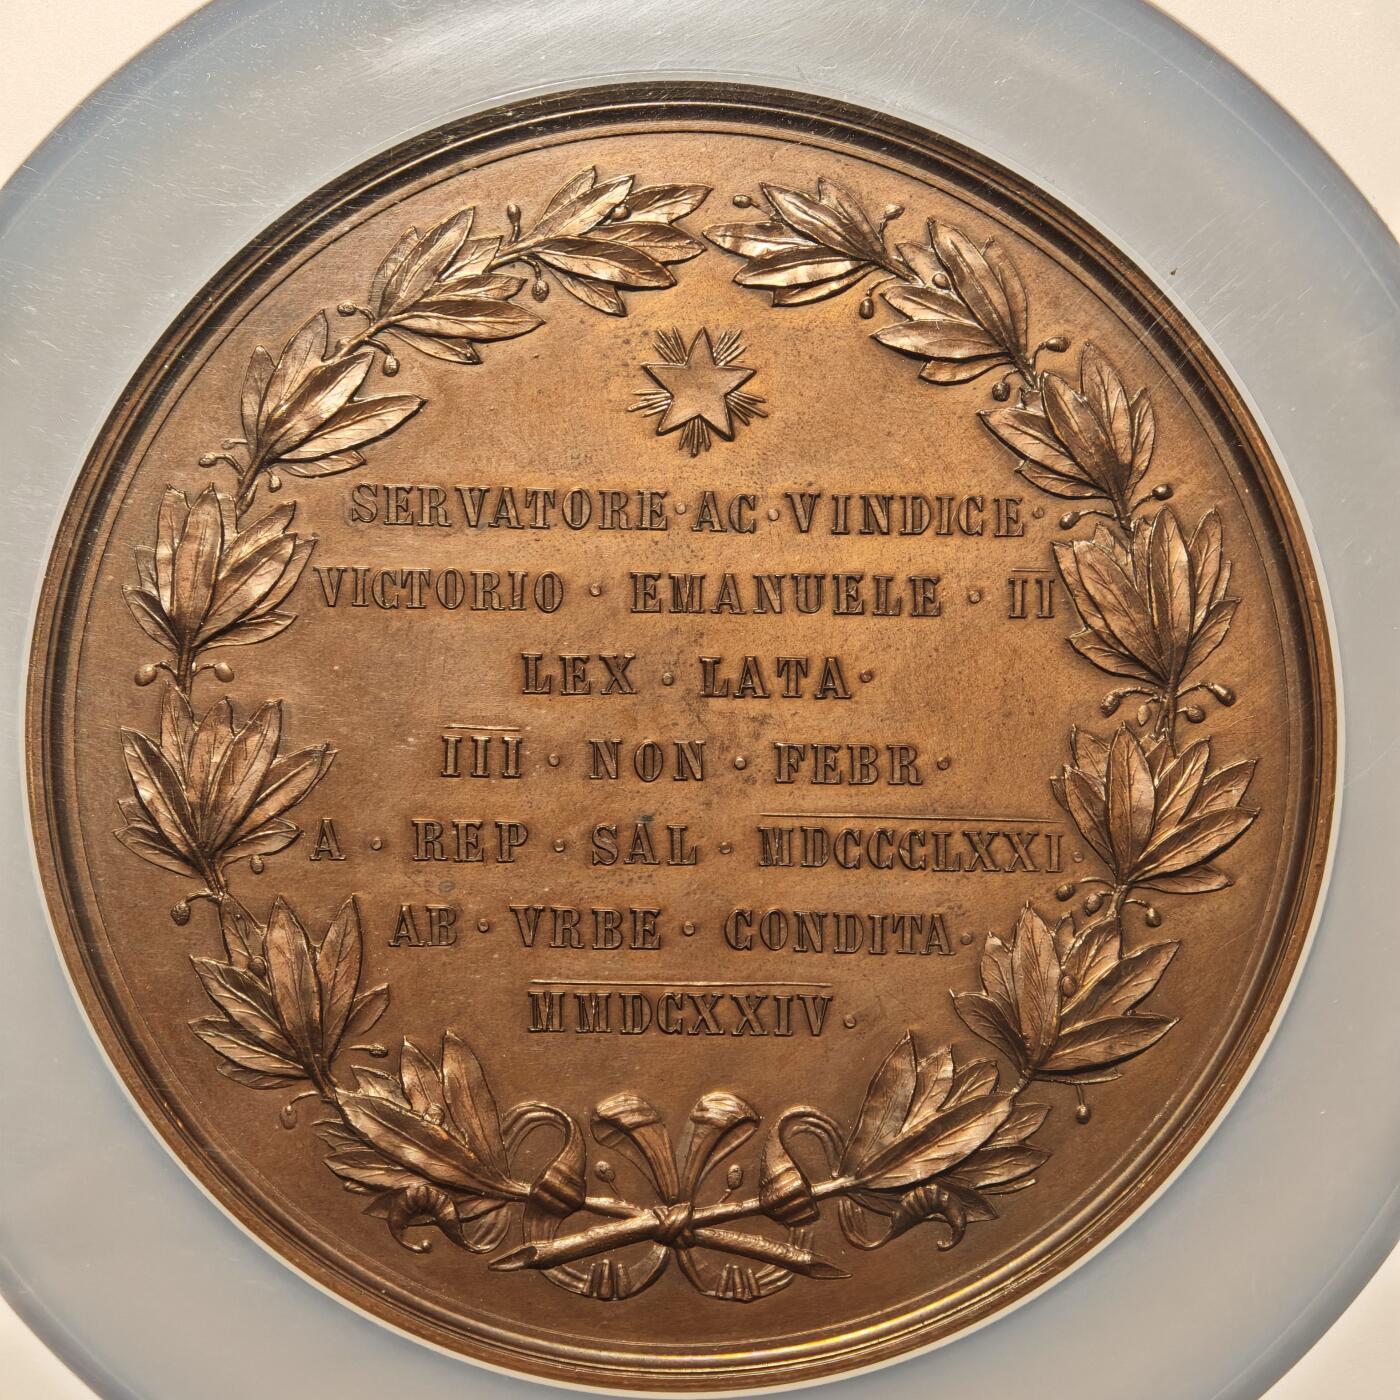 SERVATORE · AC · VINDICE ·
VICTORIO · EMANUELE · II
LEX · LATA ·
III · NON · FEBR ·
A · REP · SAL · MDCCCLXXI ·
AB · VRBE · CONDITA ·
MMDCXXIV ·